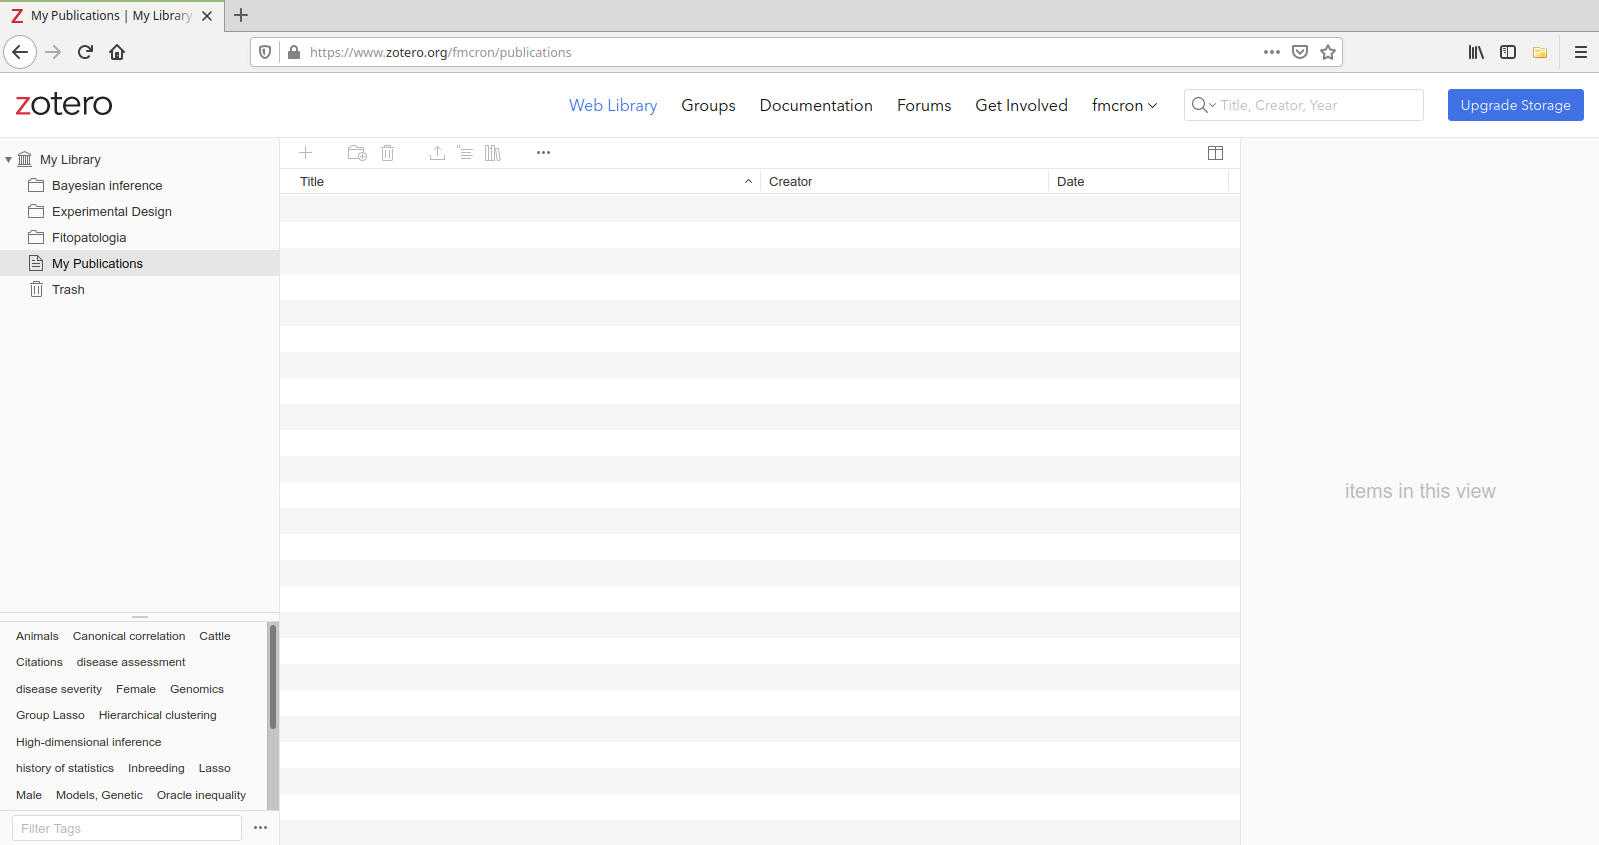 My Publications | My Library
https://www.zotero.org/fmcron/publications
zotero
Web Library Groups Documentation Forums Get Involved fmcron
Title, Creator, Year
Upgrade Storage
My Library
Bayesian inference
Experimental Design
Fitopatologia
My Publications
Trash
Title Creator Date
items in this view
Animals Canonical correlation Cattle
Citations disease assessment
disease severity Female Genomics
Group Lasso Hierarchical clustering
High-dimensional inference
history of statistics Inbreeding Lasso
Male Models, Genetic Oracle inequality
Filter Tags